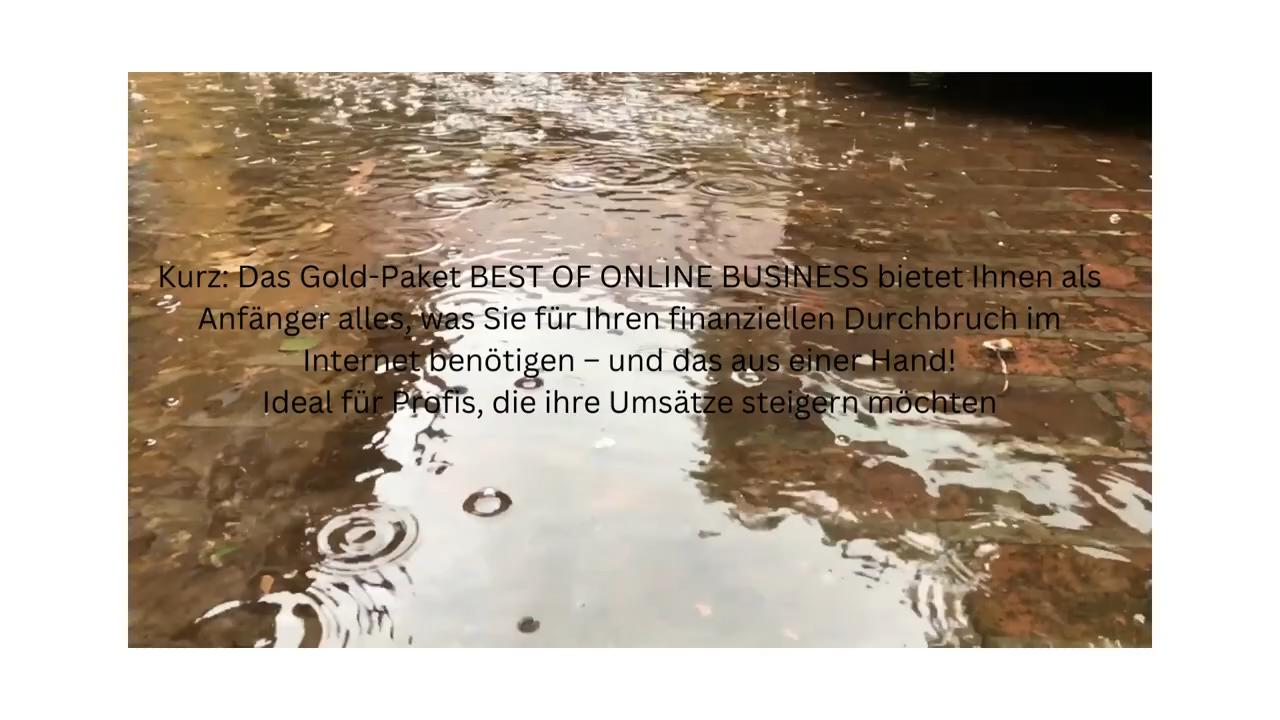 Kurz: Das Gold-Paket BEST OF ONLINE BUSINESS bietet Ihnen als
Anfänger alles, was Sie für Ihren finanziellen Durchbruch im
Internet benötigen – und das aus einer Hand!
Ideal für Profis, die ihre Umsätze steigern möchten